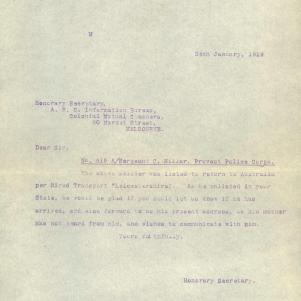 W
January, 1919
Honorary Secretary,
A. R. C. Information Bureau,
Colonial Mutual Chambers,
60 Market Street,
MELBOURNE.
Dear Sir,
No. 819 A/Sergeant C. Millar, Provost Police Corps.
The above soldier was listed to return to Australia
per Hired Transport "Leicestershire". As he enlisted in your
State, we would be glad if you could let us know if he has
arrived, and also forward to us his present address, as his mother
has not heard from him, and wishes to communicate with him.
Yours faithfully,
Honorary Secretary.